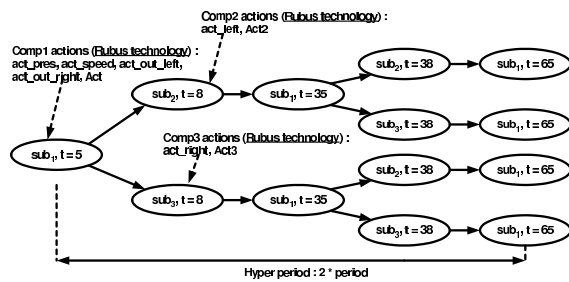 Comp2 actions (Rubus technology) :
act_left, Act2
Comp1 actions (Rubus technology) :
act_pres, act_speed, act_out_left,
act_out_right, Act
sub2, t = 38
sub1, t = 65
sub2, t = 8
sub1, t = 35
sub3, t = 38
sub1, t = 65
Comp3 actions (Rubus technology) :
act_right, Act3
sub1, t = 5
sub2, t = 38
sub1, t = 65
sub3, t = 8
sub1, t = 35
sub3, t = 38
sub1, t = 65
Hyper period : 2 * period